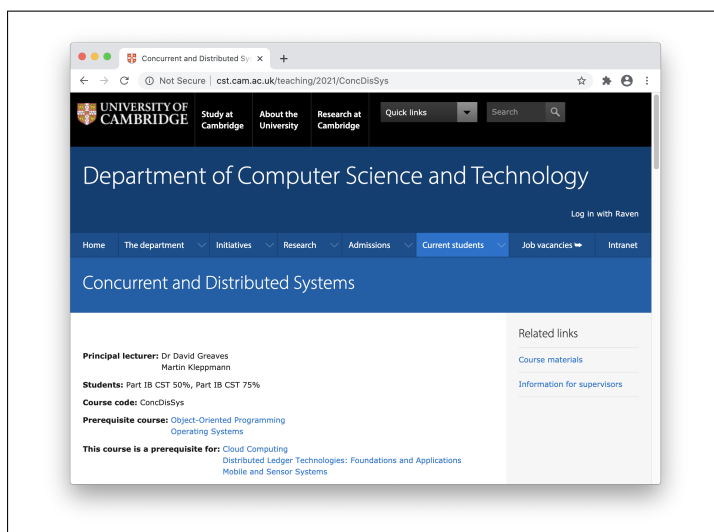 Concurrent and Distributed Sy
Not Secure | cst.cam.ac.uk/teaching/2021/ConcDisSys
UNIVERSITY OF
CAMBRIDGE
Study at
Cambridge
About the
University
Research at
Cambridge
Quick links
Search
Department of Computer Science and Technology
Log in with Raven
Home The department Initiatives Research Admissions Current students Job vacancies Intranet
Concurrent and Distributed Systems
Principal lecturer: Dr David Greaves
Martin Kleppmann
Students: Part IB CST 50%, Part IB CST 75%
Course code: ConcDisSys
Prerequisite course: Object-Oriented Programming
Operating Systems
This course is a prerequisite for: Cloud Computing
Distributed Ledger Technologies: Foundations and Applications
Mobile and Sensor Systems
Related links
Course materials
Information for supervisors